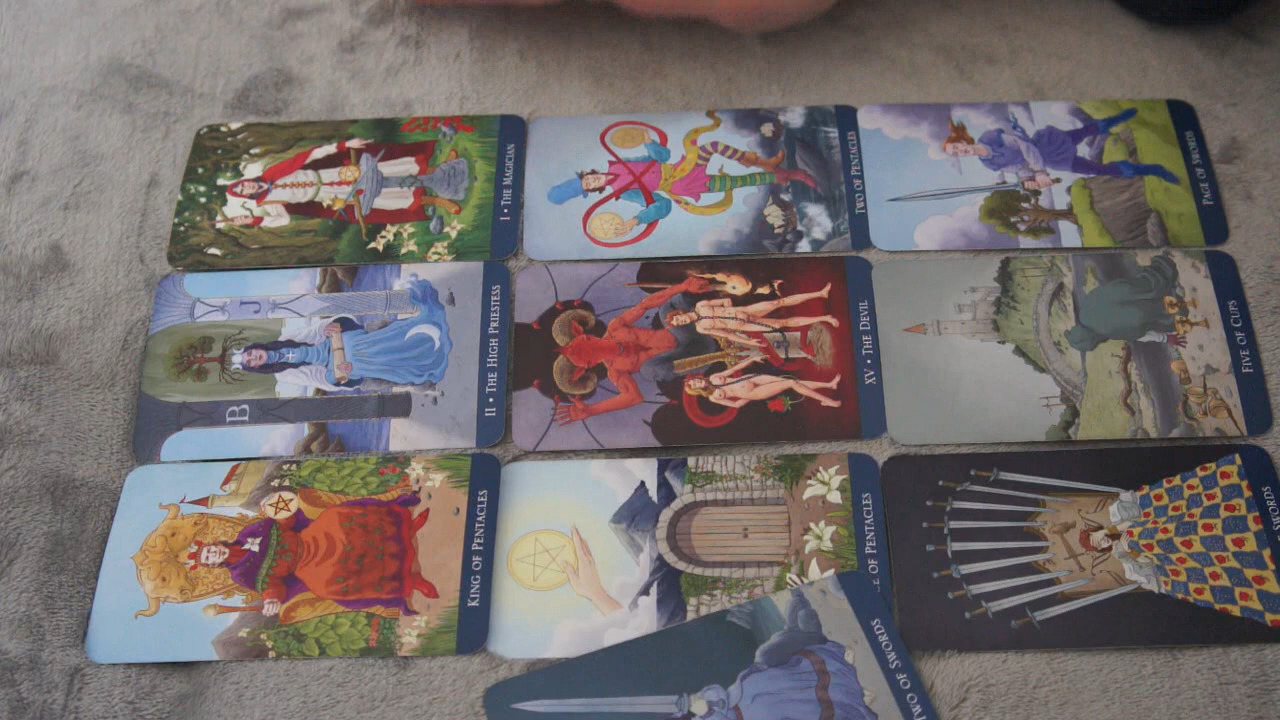 I • THE MAGICIAN
TWO OF PENTACLES
PAGE OF SWORDS
J
B
II • THE HIGH PRIESTESS
XV • THE DEVIL
FIVE OF CUPS
KING OF PENTACLES
OF PENTACLES
SWORDS
TWO OF SWORDS